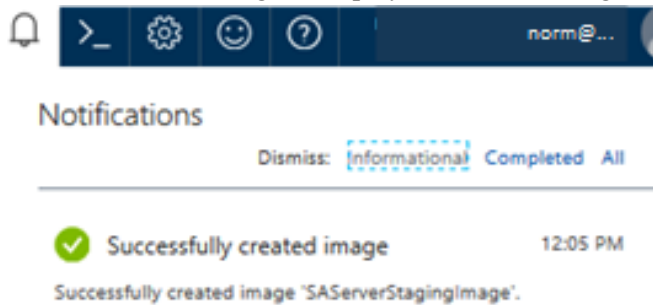 norm@...
Notifications
Dismiss: Informational Completed All
Successfully created image 12:05 PM
Successfully created image 'SAServerStagingImage'.